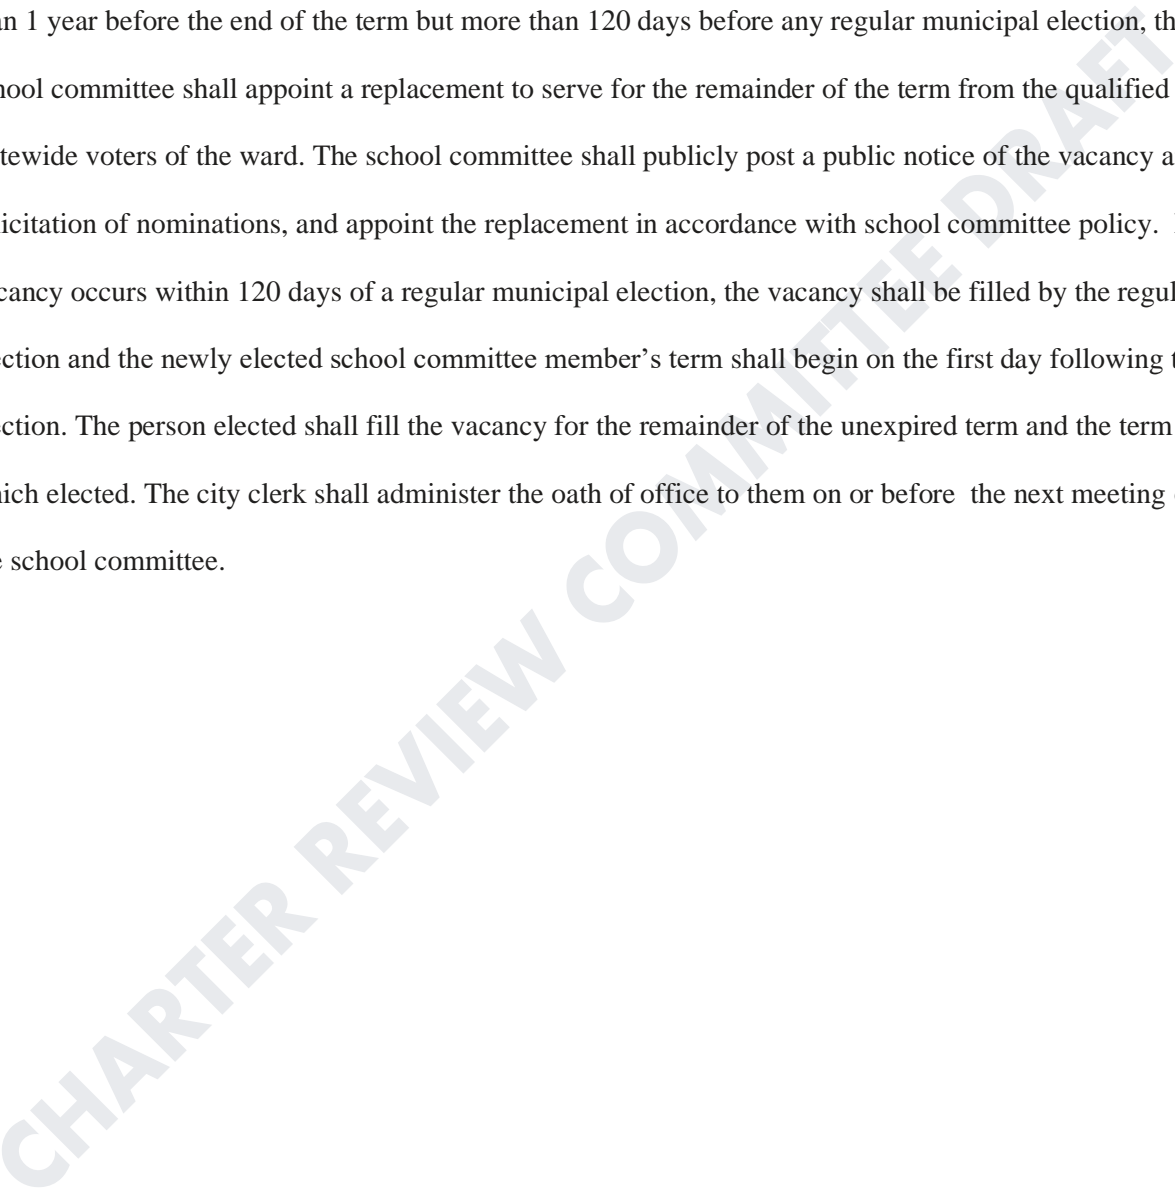 an 1 year before the end of the term but more than 120 days before any regular municipal election, th
hool committee shall appoint a replacement to serve for the remainder of the term from the qualified
tewide voters of the ward. The school committee shall publicly post a public notice of the vacancy a
licitation of nominations, and appoint the replacement in accordance with school committee policy.
cancy occurs within 120 days of a regular municipal election, the vacancy shall be filled by the regul
ection and the newly elected school committee member’s term shall begin on the first day following t
ection. The person elected shall fill the vacancy for the remainder of the unexpired term and the term
hich elected. The city clerk shall administer the oath of office to them on or before the next meeting
e school committee.
CHARTER REVIEW COMMITTEE DRAFT